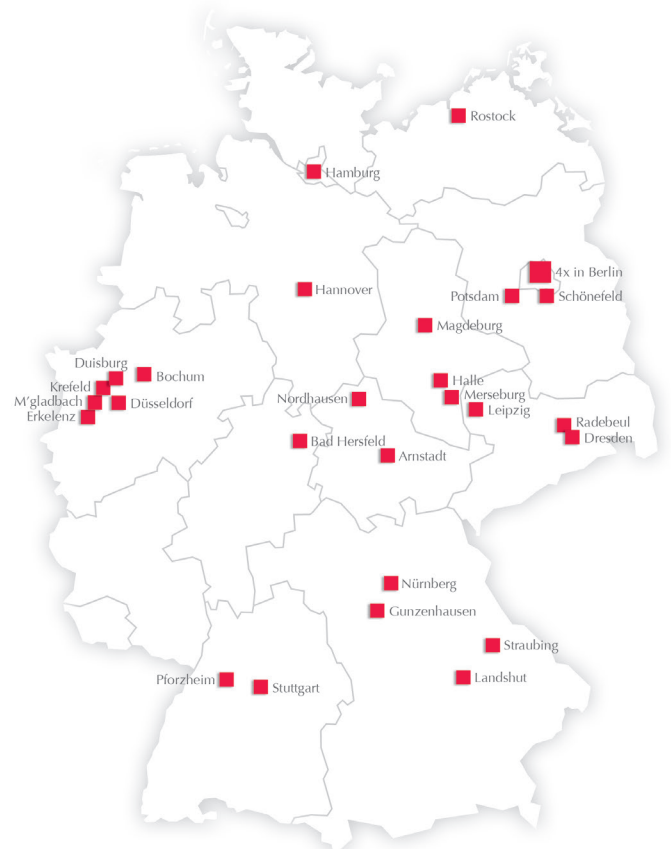 Rostock
Hamburg
4x in Berlin
Hannover
Potsdam
Schönefeld
Magdeburg
Duisburg
Bochum
Krefeld
Halle
M'gladbach
Düsseldorf
Nordhausen
Merseburg
Leipzig
Erkelenz
Radebeul
Dresden
Bad Hersfeld
Arnstadt
Nürnberg
Gunzenhausen
Straubing
Pforzheim
Stuttgart
Landshut